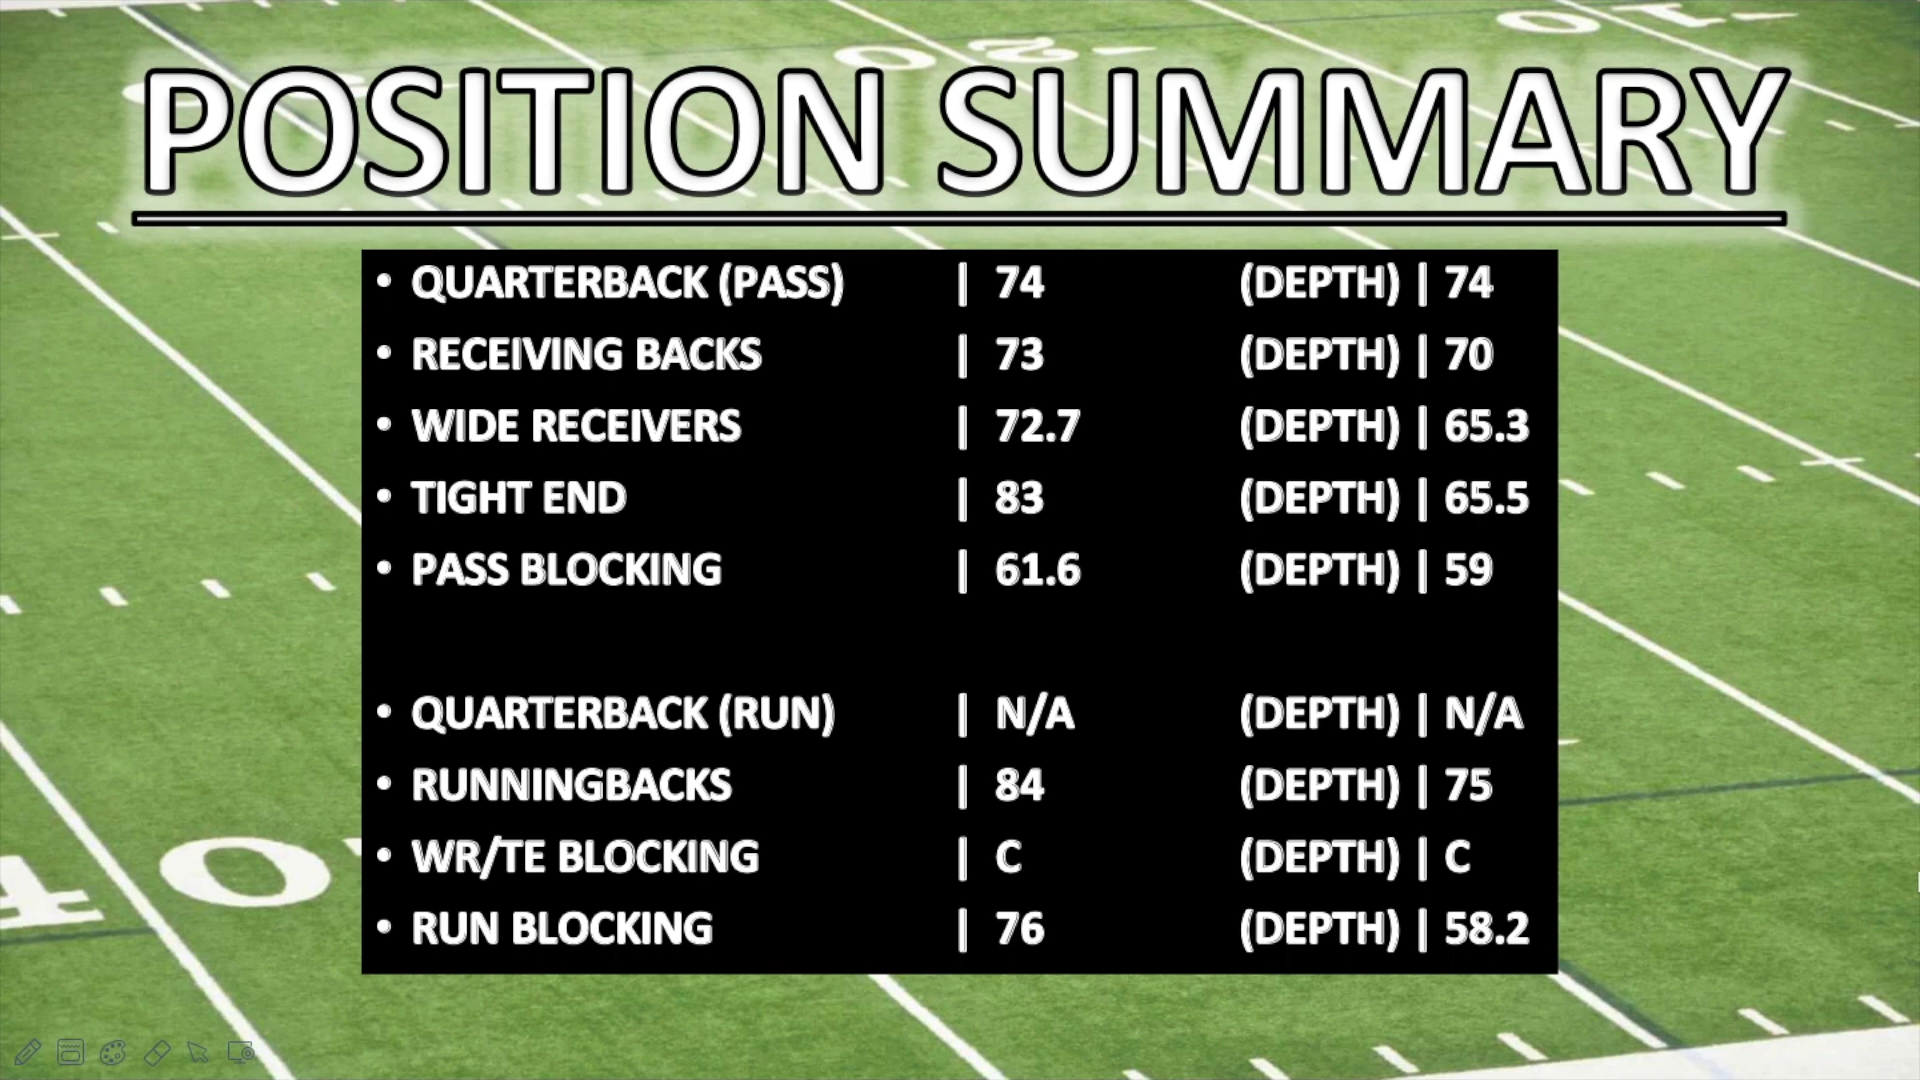 POSITION SUMMARY
• QUARTERBACK (PASS) | 74 (DEPTH) | 74
• RECEIVING BACKS | 73 (DEPTH) | 70
• WIDE RECEIVERS | 72.7 (DEPTH) | 65.3
• TIGHT END | 83 (DEPTH) | 65.5
• PASS BLOCKING | 61.6 (DEPTH) | 59
• QUARTERBACK (RUN) | N/A (DEPTH) | N/A
• RUNNINGBACKS | 84 (DEPTH) | 75
• WR/TE BLOCKING | C (DEPTH) | C
• RUN BLOCKING | 76 (DEPTH) | 58.2